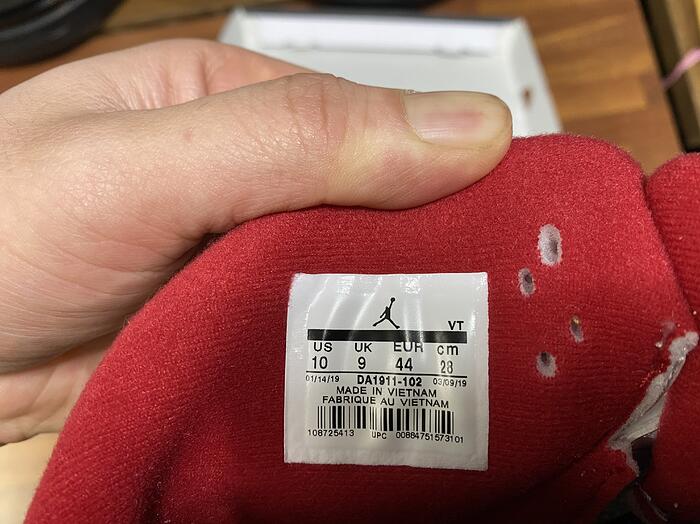 VT
US UK EUR cm
10 9 44 28
01/14/19 DA1911-102 03/09/19
MADE IN VIETNAM
FABRIQUE AU VIETNAM
108725413 UPC 00884751573101